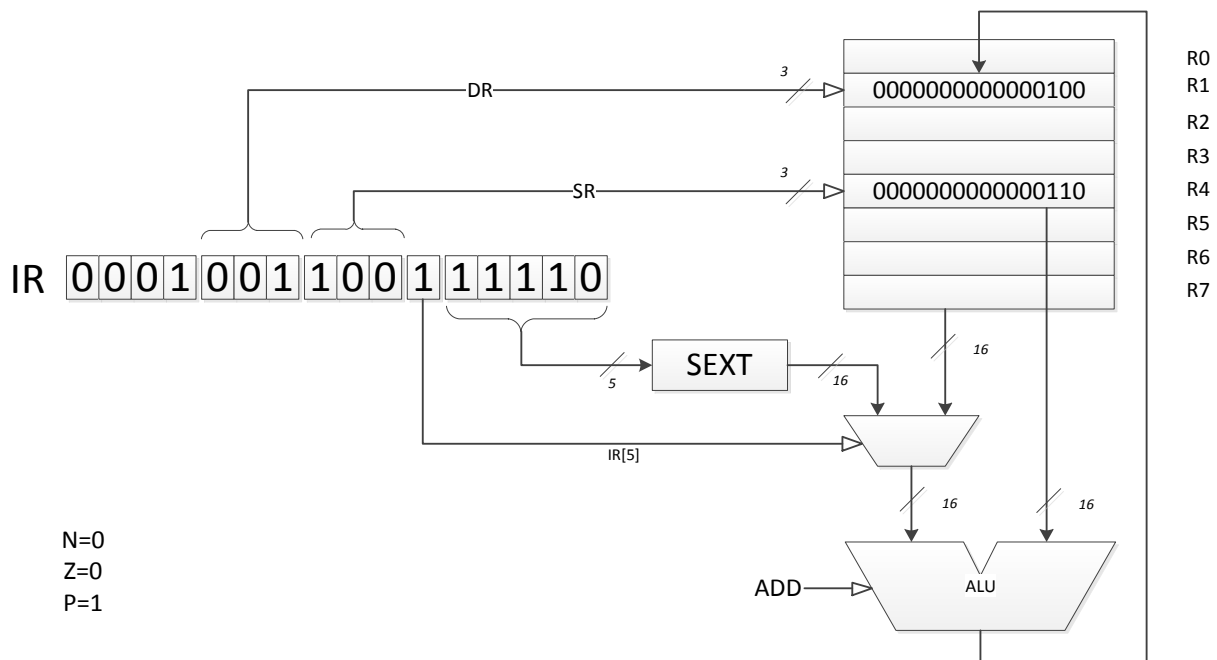 R0
3
DR
0000000000000100
R1
R2
R3
3
SR
0000000000000110
R4
R5
R6
IR 0001 001 100 1 11110
R7
16
SEXT
5
16
IR[5]
16
16
N=0
Z=0
ADD
ALU
P=1